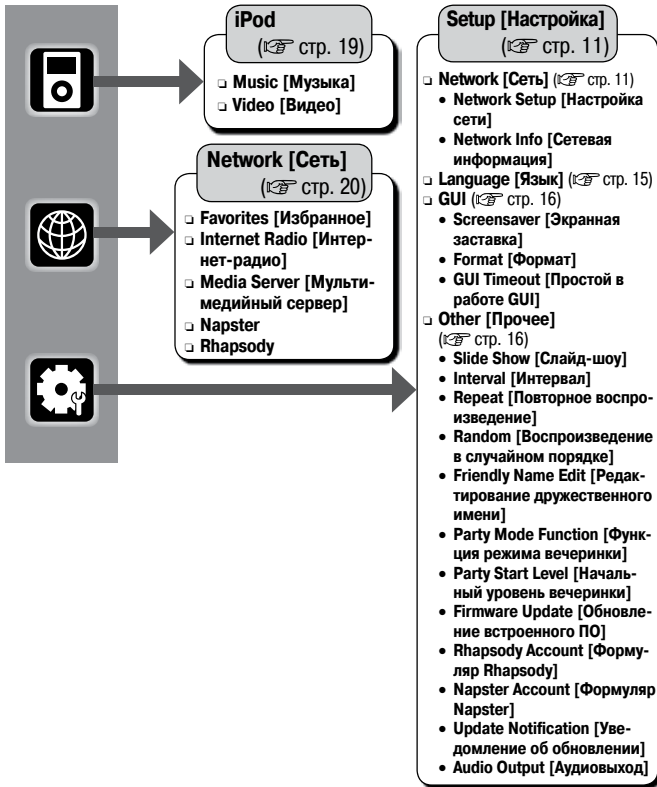 iPod
(☞ стр. 19)
❏ Music [Музыка]
❏ Video [Видео]
Network [Сеть]
(☞ стр. 20)
❏ Favorites [Избранное]
❏ Internet Radio [Интер-
нет-радио]
❏ Media Server [Мульти-
медийный сервер]
❏ Napster
❏ Rhapsody
Setup [Настройка]
(☞ стр. 11)
❏ Network [Сеть] (☞ стр. 11)
• Network Setup [Настройка
сети]
• Network Info [Сетевая
информация]
❏ Language [Язык] (☞ стр. 15)
❏ GUI (☞ стр. 16)
• Screensaver [Экранная
заставка]
• Format [Формат]
• GUI Timeout [Простой в
работе GUI]
❏ Other [Прочее]
(☞ стр. 16)
• Slide Show [Слайд-шоу]
• Interval [Интервал]
• Repeat [Повторное воспро-
изведение]
• Random [Воспроизведение
в случайном порядке]
• Friendly Name Edit [Редак-
тирование дружественного
имени]
• Party Mode Function [Функ-
ция режима вечеринки]
• Party Start Level [Началь-
ный уровень вечеринки]
• Firmware Update [Обновле-
ние встроенного ПО]
• Rhapsody Account [Форму-
ляр Rhapsody]
• Napster Account [Формуляр
Napster]
• Update Notification [Уве-
домление об обновлении]
• Audio Output [Аудиовыход]